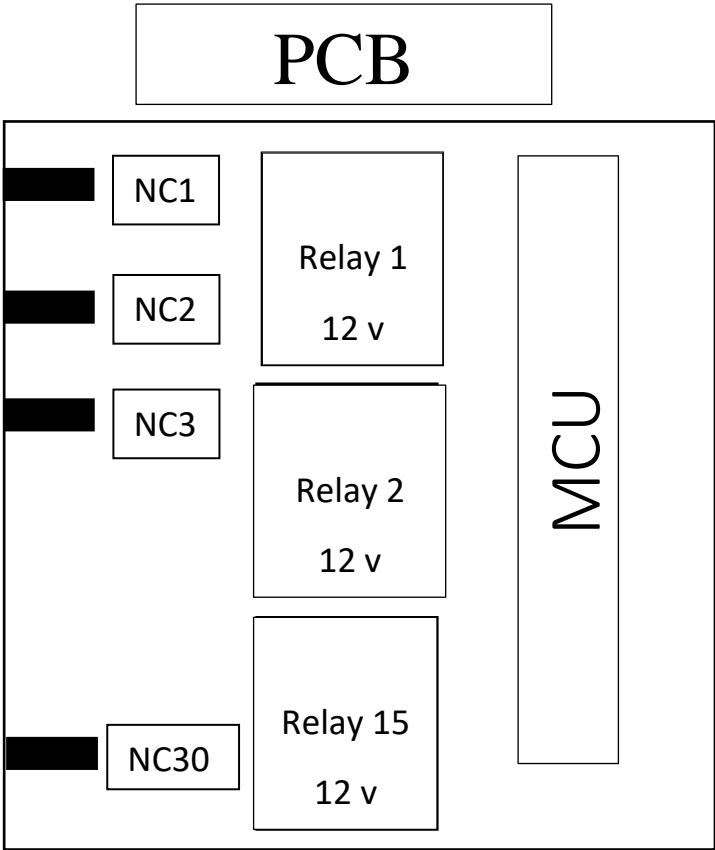 PCB
NC1
NC2
NC3
NC30
Relay 1
12 v
Relay 2
12 v
Relay 15
12 v
MCU